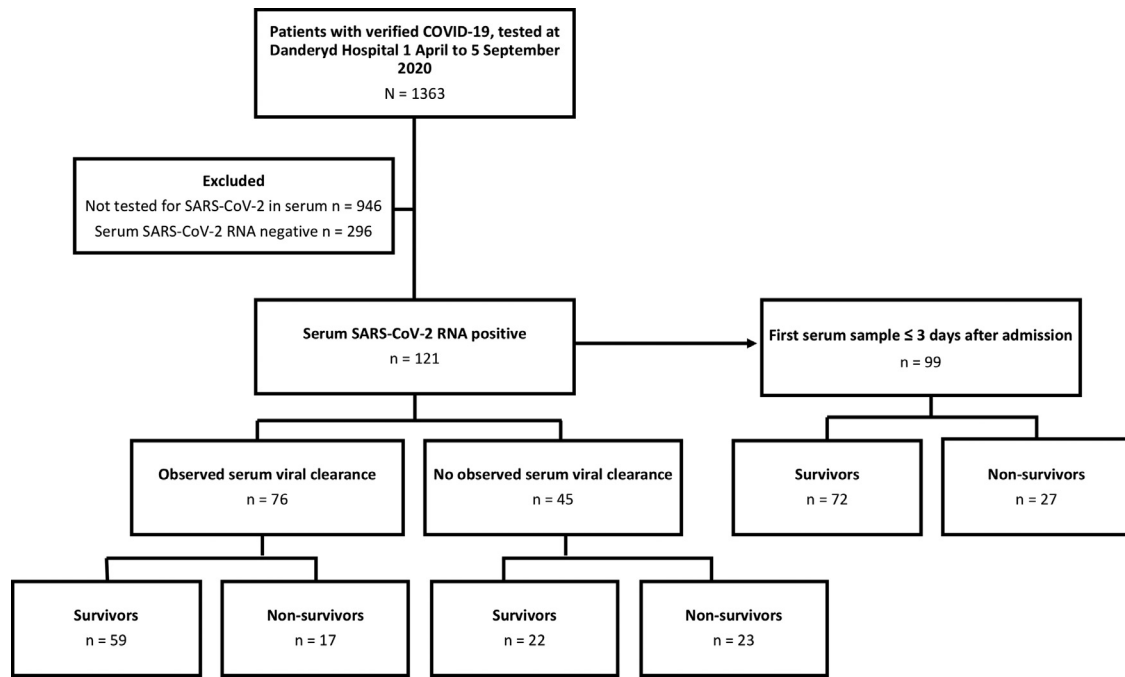 Patients with verified COVID-19, tested at
Danderyd Hospital 1 April to 5 September
2020
N = 1363
Excluded
Not tested for SARS-CoV-2 in serum n = 946
Serum SARS-CoV-2 RNA negative n = 296
Serum SARS-CoV-2 RNA positive
n = 121
First serum sample ≤ 3 days after admission
n = 99
Observed serum viral clearance
n = 76
No observed serum viral clearance
n = 45
Survivors
n = 72
Non-survivors
n = 27
Survivors
n = 59
Non-survivors
n = 17
Survivors
n = 22
Non-survivors
n = 23